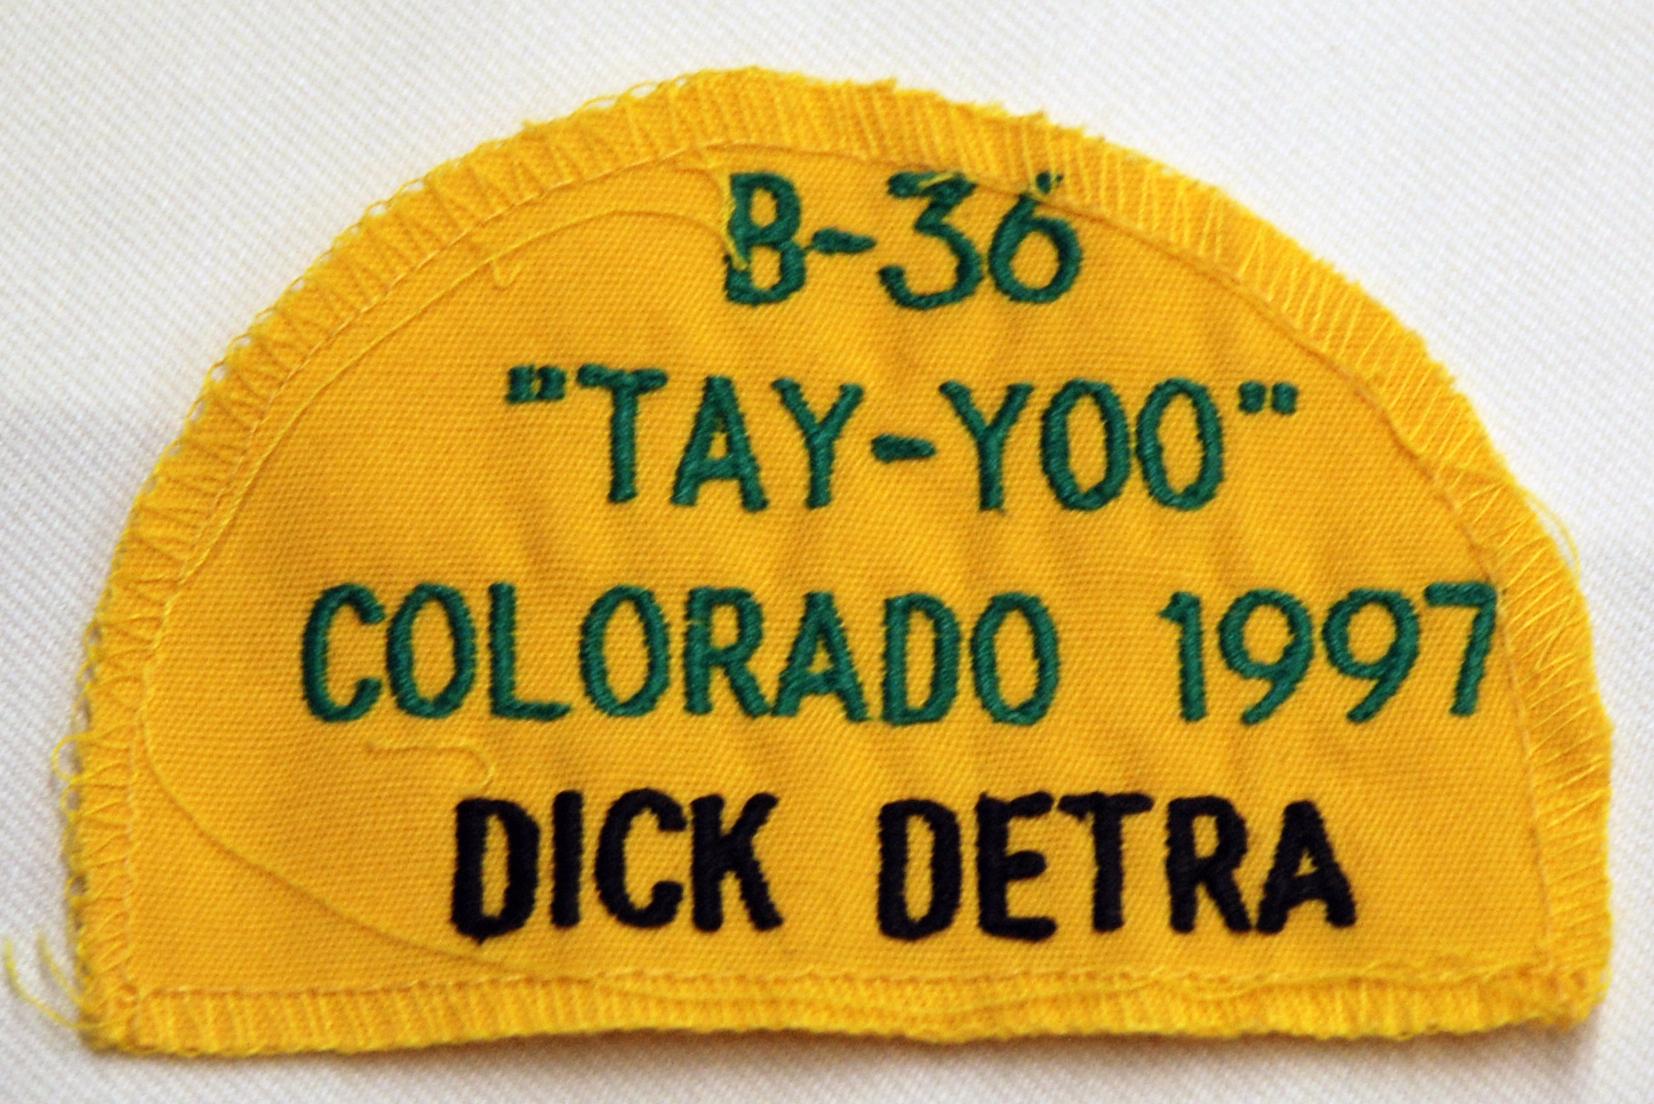 B-36
"TAY-YOO"
COLORADO 1997
DICK DETRA